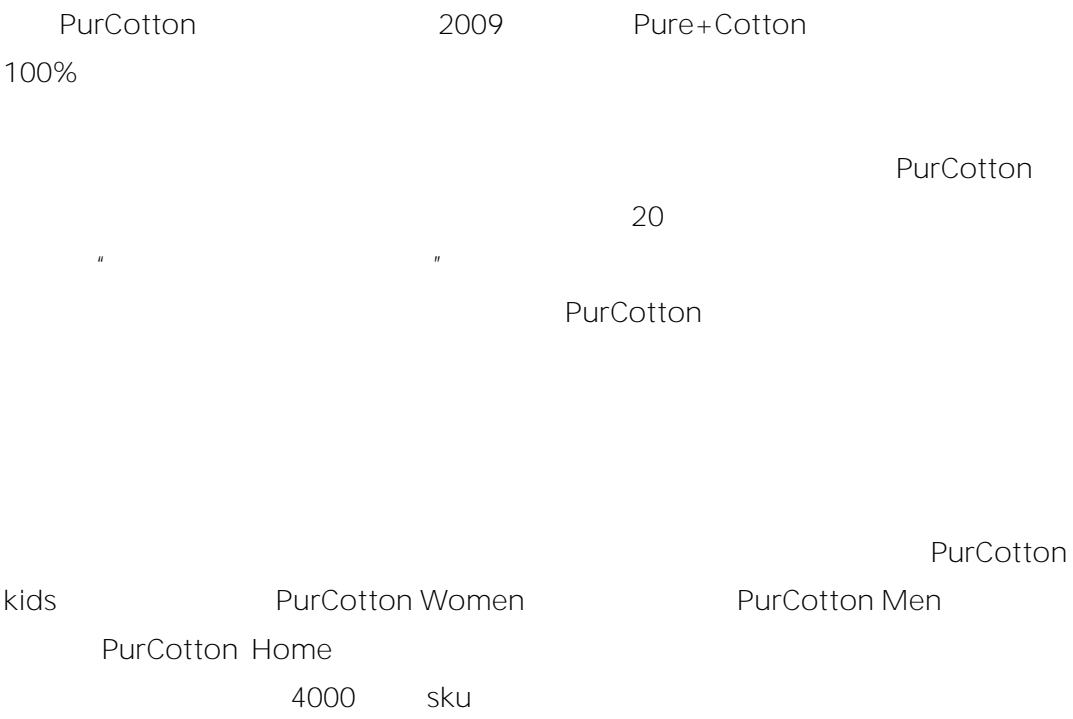 PurCotton 2009 Pure+Cotton
100%
PurCotton
20
“ ”
PurCotton
PurCotton
kids PurCotton Women PurCotton Men
PurCotton Home
4000 sku